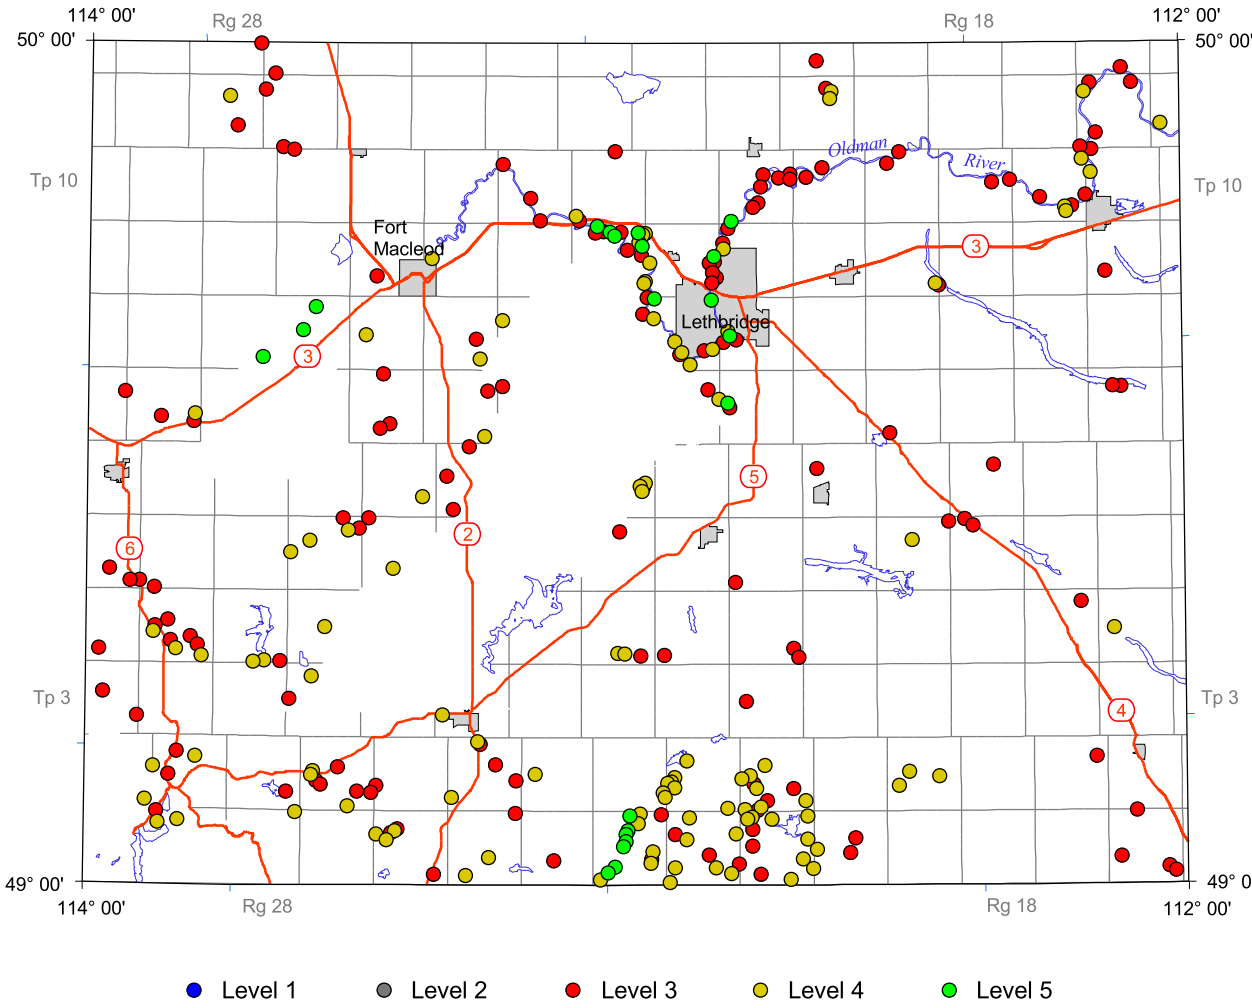 114° 00'
Rg 28
Rg 18
112° 00'
50° 00'
50° 00'
Oldman
River
Tp 10
Tp 10
Fort
Macleod
3
Lethbridge
3
5
2
6
Tp 3
Tp 3
4
49° 00'
49° 0
114° 00'
Rg 28
Rg 18
112° 00'
Level 1 Level 2 Level 3 Level 4 Level 5